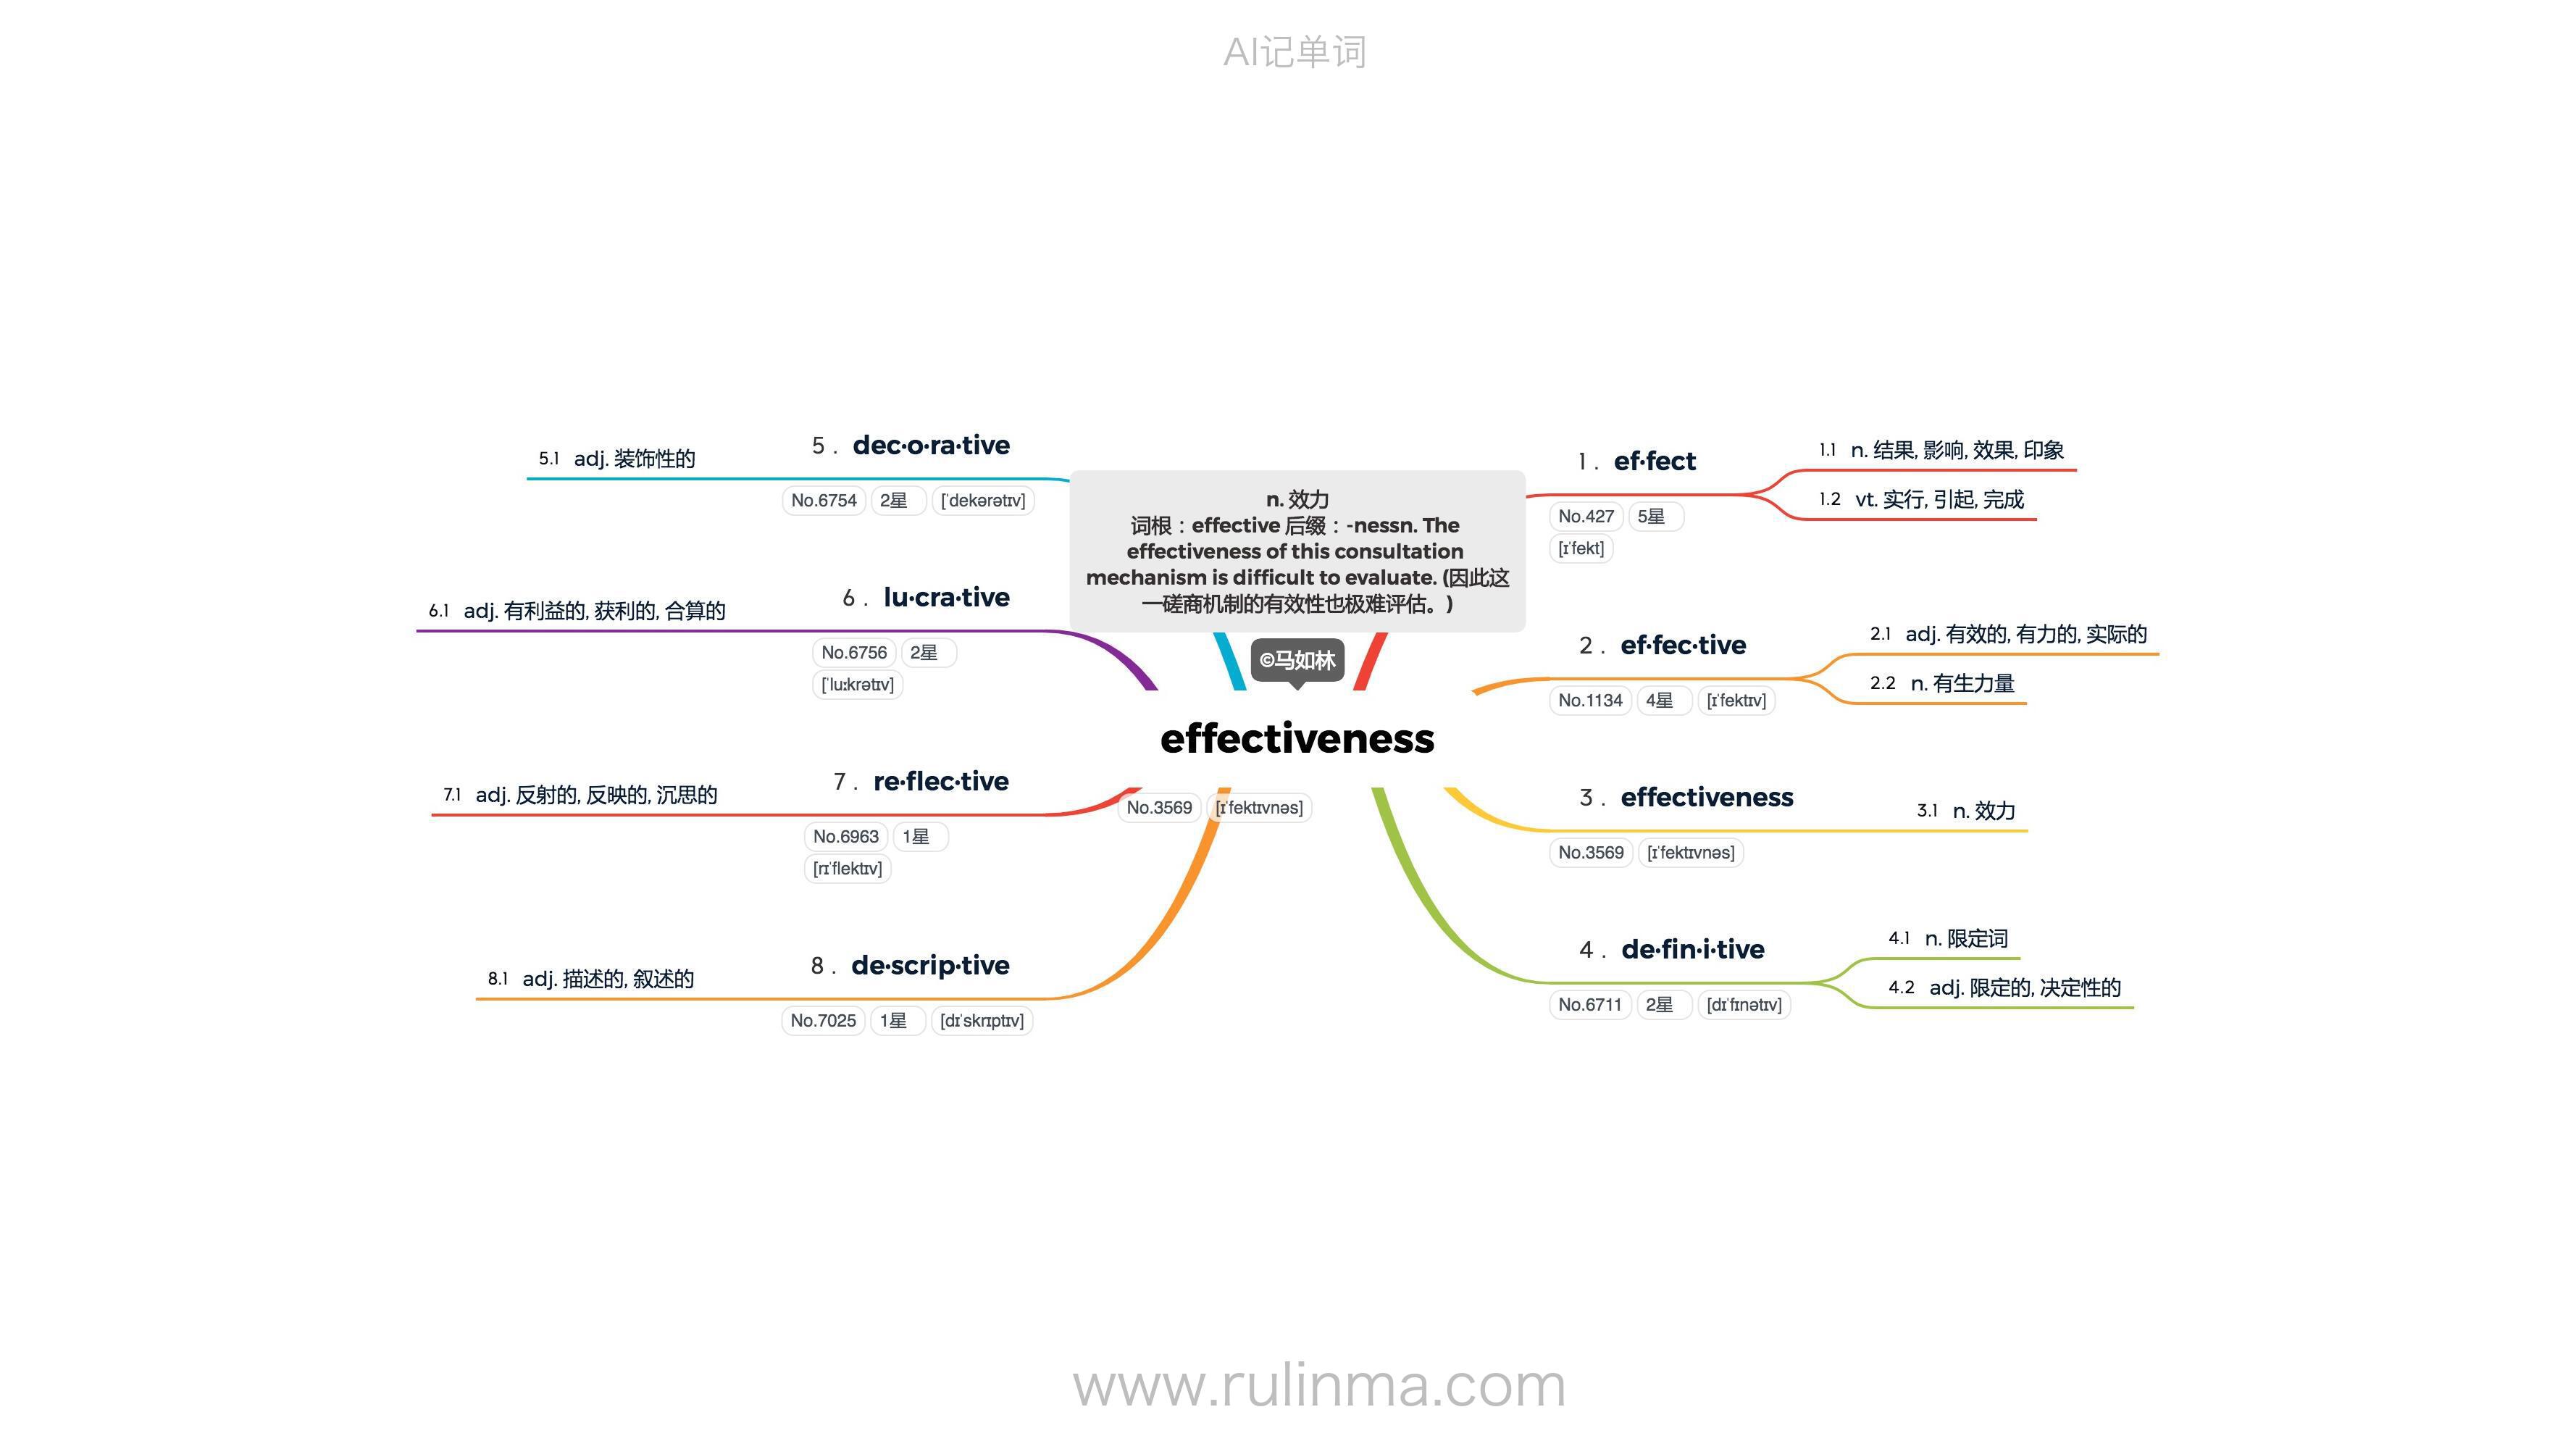 AI记单词
n. 效力
词根：effective 后缀：-nessn. The
effectiveness of this consultation
mechanism is difficult to evaluate. (因此这
一磋商机制的有效性也极难评估。)
©马如林
effectiveness
No.3569 [ɪˈfektɪvnəs]
1 . ef·fect
No.427 5星
[ɪˈfekt]
1.1 n. 结果, 影响, 效果, 印象
1.2 vt. 实行, 引起, 完成
2 . ef·fec·tive
No.1134 4星 [ɪˈfektɪv]
2.1 adj. 有效的, 有力的, 实际的
2.2 n. 有生力量
3 . effectiveness
No.3569 [ɪˈfektɪvnəs]
3.1 n. 效力
4 . de·fin·i·tive
No.6711 2星 [dɪˈfɪnətɪv]
4.1 n. 限定词
4.2 adj. 限定的, 决定性的
5 . dec·o·ra·tive
No.6754 2星 [ˈdekərətɪv]
5.1 adj. 装饰性的
6 . lu·cra·tive
No.6756 2星
[ˈluːkrətɪv]
6.1 adj. 有利益的, 获利的, 合算的
7 . re·flec·tive
No.6963 1星
[rɪˈflektɪv]
7.1 adj. 反射的, 反映的, 沉思的
8 . de·scrip·tive
No.7025 1星 [dɪˈskrɪptɪv]
8.1 adj. 描述的, 叙述的
www.rulinma.com